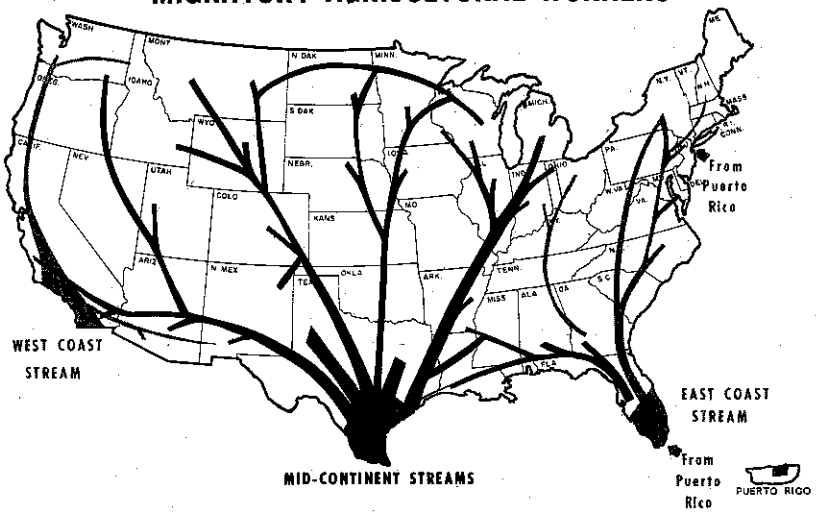 MIGRATORY AGRICULTURAL WORKERS
WASH
MONT
N DAK
MINN.
ME.
OREG.
IDAHO
S DAK
MICH.
N.Y.
VT.
N.H.
MASS
R.I.
CONN.
WYO
IOWA
PA.
CALIF.
NEV
UTAH
NEBR.
ILL
IND
OHIO
W.VA.
MD
DEL
VA.
From
Puerto
Rico
COLO
KANS
MO
ARIZ
N MEX
OKLA
TEX
ARK.
TENN.
N.C.
S C.
MISS
ALA
GA
FLA
WEST COAST
STREAM
EAST COAST
STREAM
MID-CONTINENT STREAMS
From
Puerto
Rico
PUERTO RICO